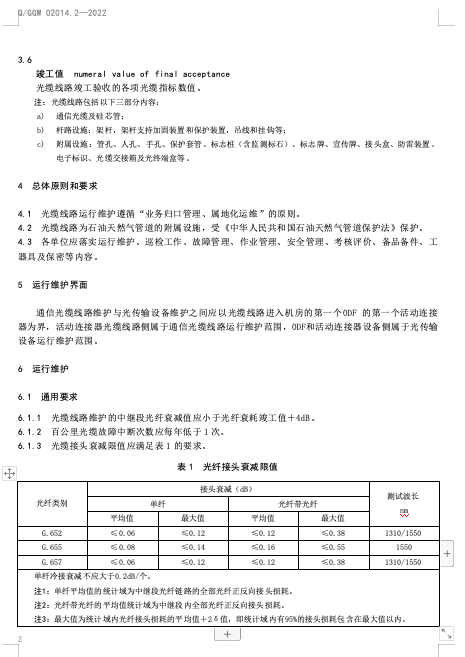 Q/GGW 02014.2—2022
3.6
竣工值 numeral value of final acceptance
光缆线路竣工验收的各项光缆指标数值。
注：光缆线路包括以下三部分内容：
a) 通信光缆及硅芯管；
b) 杆路设施：架杆，架杆支持加固装置和保护装置，吊线和挂钩等；
c) 附属设施：管孔、人孔、手孔、保护套管、标志桩（含监测标石）、标志牌、宣传牌、接头盒、防雷装置、
电子标识、光缆交接箱及光终端盒等。
4 总体原则和要求
4.1 光缆线路运行维护遵循“业务归口管理、属地化运维”的原则。
4.2 光缆线路为石油天然气管道的附属设施，受《中华人民共和国石油天然气管道保护法》保护。
4.3 各单位应落实运行维护、巡检工作、故障管理、作业管理、安全管理、考核评价、备品备件、工
器具及保密等内容。
5 运行维护界面
通信光缆线路维护与光传输设备维护之间应以光缆线路进入机房的第一个ODF 的第一个活动连接
器为界，活动连接器光缆线路侧属于通信光缆线路运行维护范围，ODF和活动连接器设备侧属于光传输
设备运行维护范围。
6 运行维护
6.1 通用要求
6.1.1 光缆线路维护的中继段光纤衰减值应小于光纤衰耗竣工值＋4dB。
6.1.2 百公里光缆故障中断次数应每年低于1次。
6.1.3 光缆接头衰减限值应满足表1的要求。
表1 光纤接头衰减限值
光纤类别 接头衰减（dB） 测试波长
nm
单纤 光纤带光纤
平均值 最大值 平均值 最大值
G.652 ≤0.06 ≤0.12 ≤0.12 ≤0.38 1310/1550
G.655 ≤0.08 ≤0.14 ≤0.16 ≤0.55 1550
G.657 ≤0.06 ≤0.12 ≤0.12 ≤0.38 1310/1550
单纤冷接衰减不应大于0.2dB/个。
注1：单纤平均值的统计域为中继段光纤链路的全部光纤正反向接头损耗。
注2：光纤带光纤的平均值统计域为中继段内全部光纤正反向接头损耗。
注3：最大值为统计域内光纤接头损耗的平均值＋2δ值，即统计域内有95%的接头损耗包含在最大值以内。
2